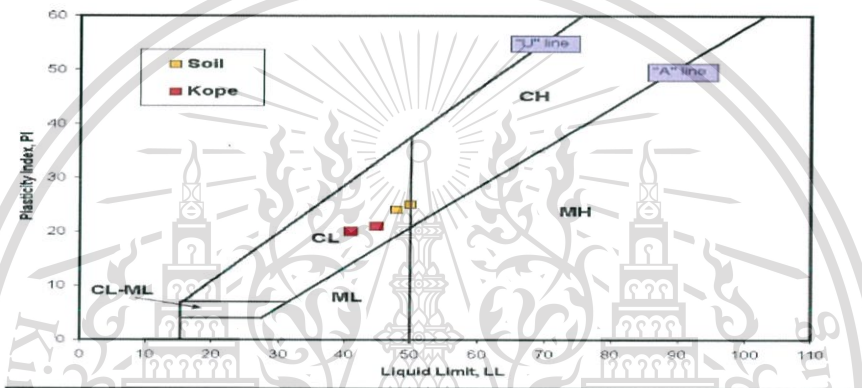 60
"U" line
Soil
Kope
50
"A" line
CH
40
Plasticity Index, PI
30
20
CL
MH
10
CL-ML
ML
0
0 10 20 30 40 50 60 70 80 90 100 110
Liquid Limit, LL